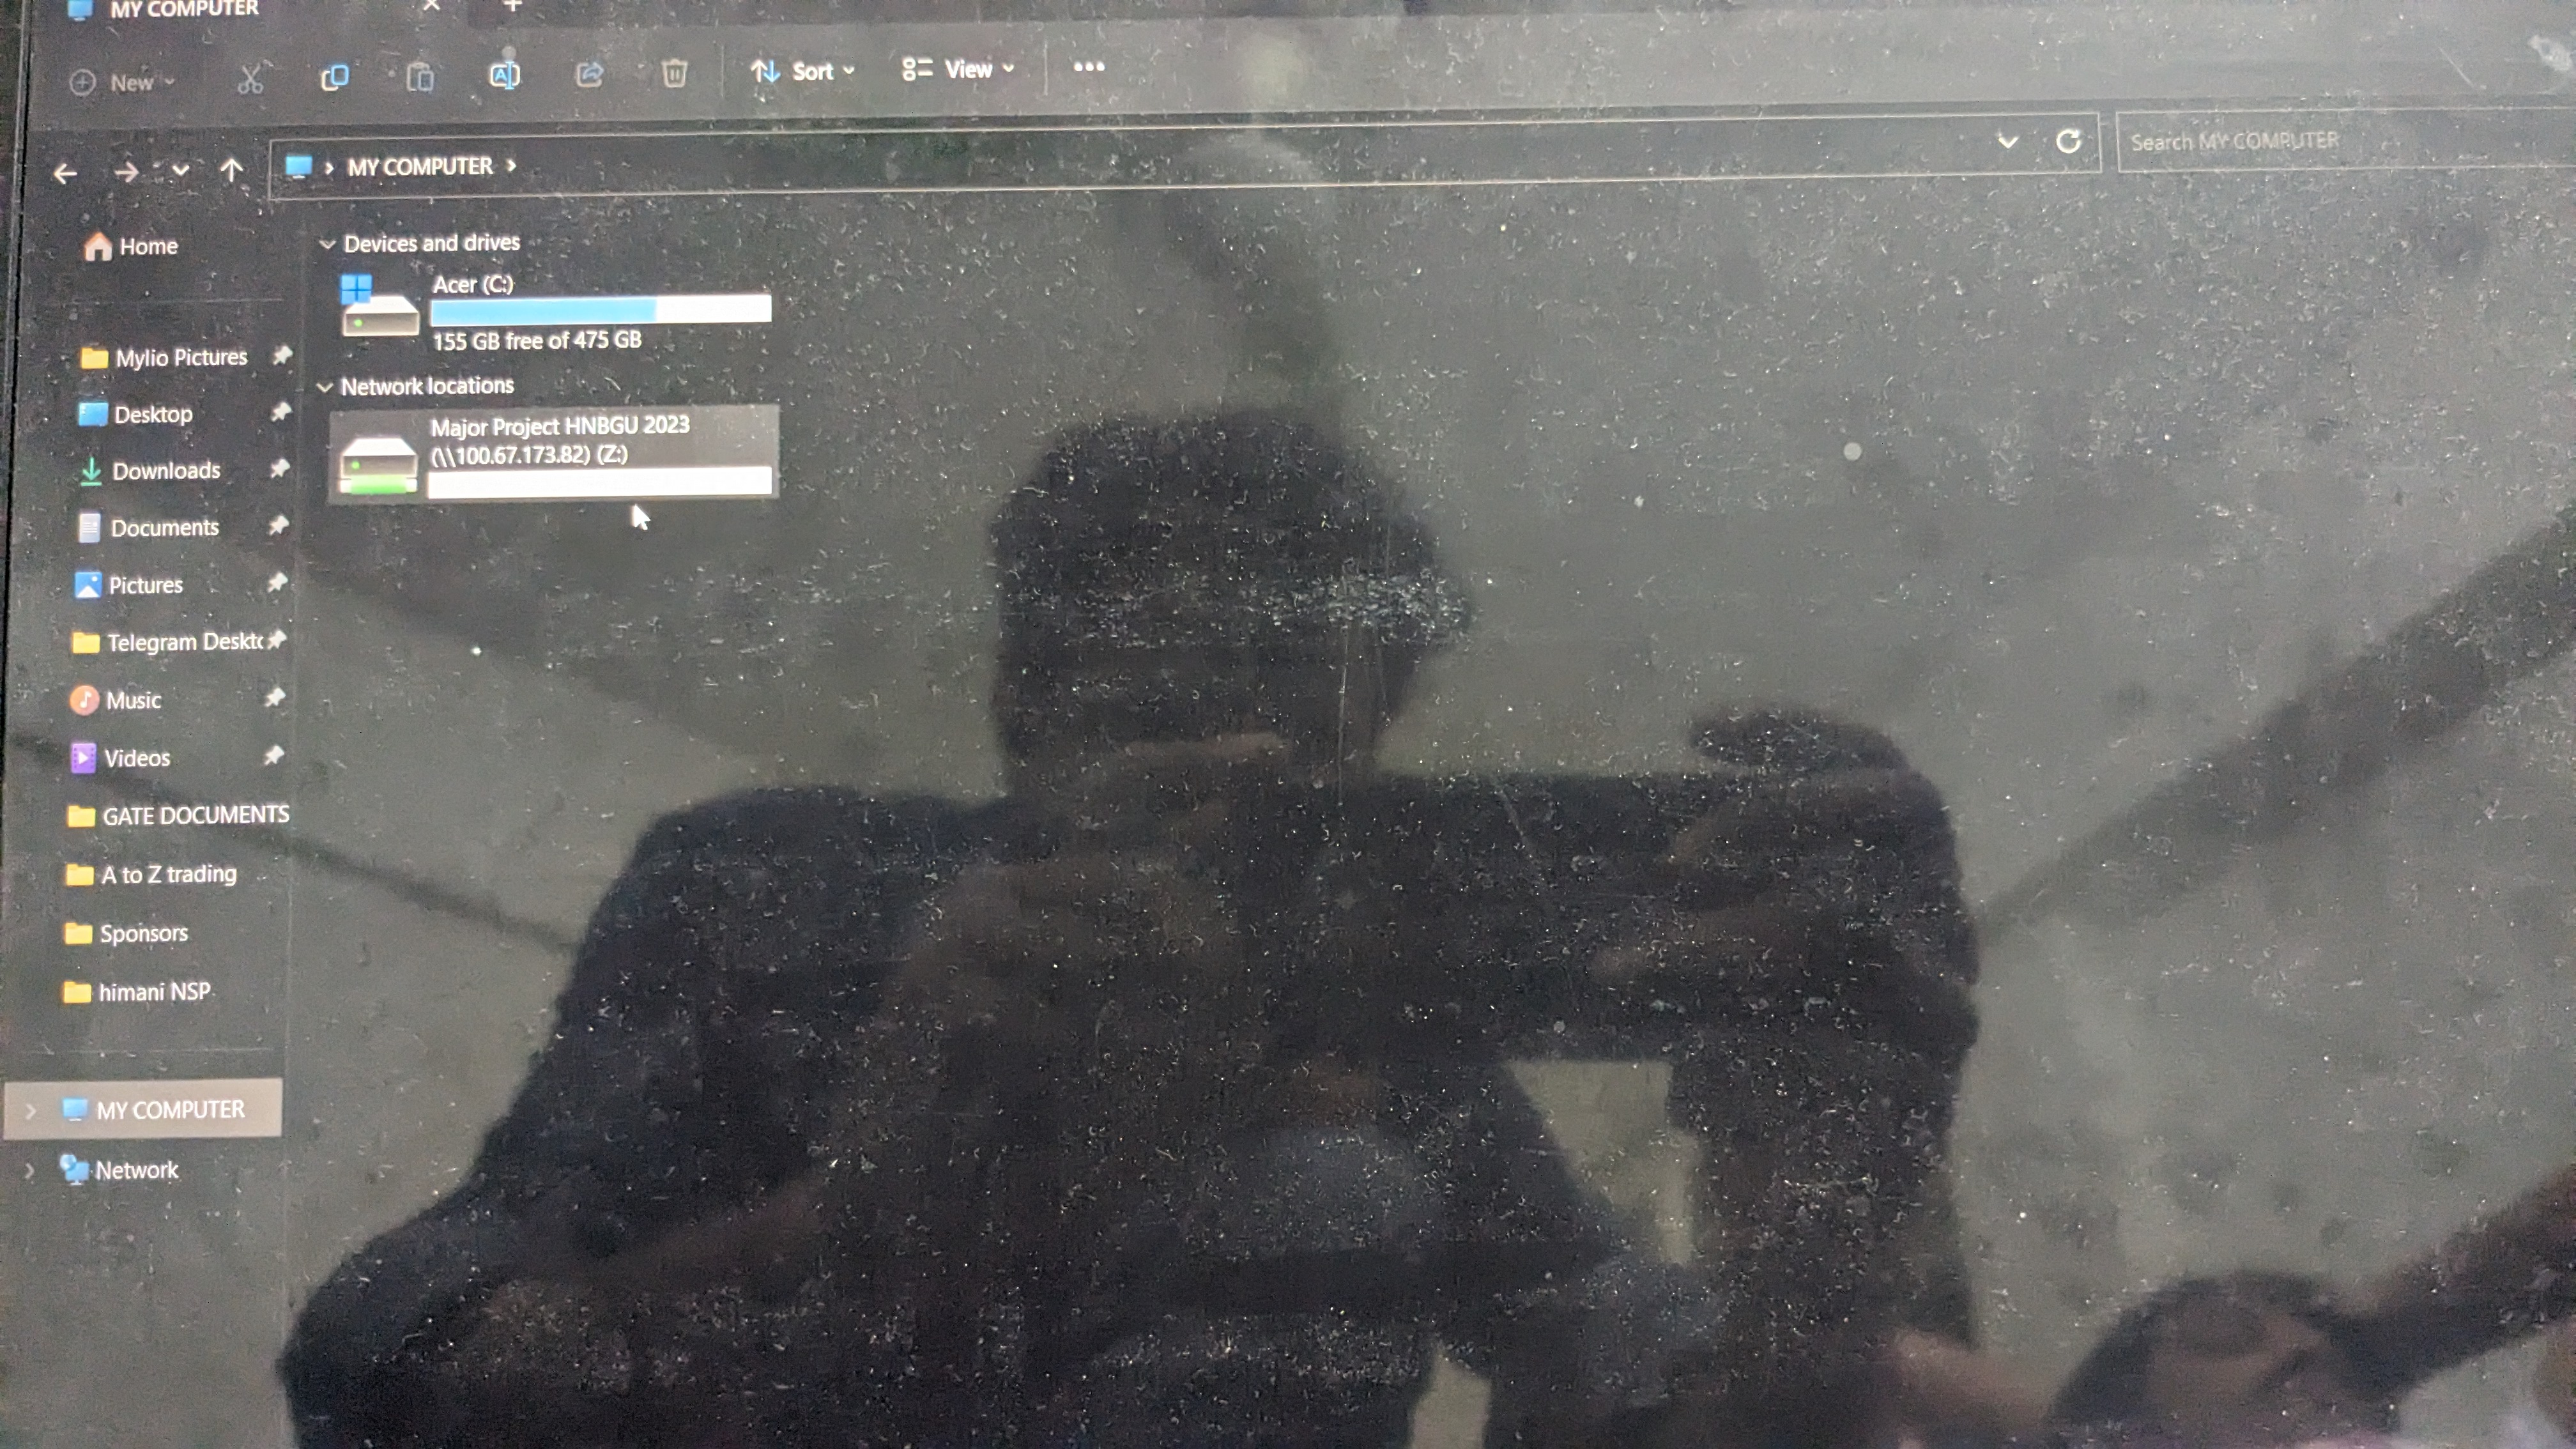 MY COMPUTER
New
Sort
View
MY COMPUTER
Search MY COMPUTER
Home
Mylio Pictures
Desktop
Downloads
Documents
Pictures
Telegram Deskt
Music
Videos
GATE DOCUMENTS
A to Z trading
Sponsors
himani NSP
MY COMPUTER
Network
Devices and drives
Acer (C:)
155 GB free of 475 GB
Network locations
Major Project HNBGU 2023
(\\100.67.173.82) (Z:)